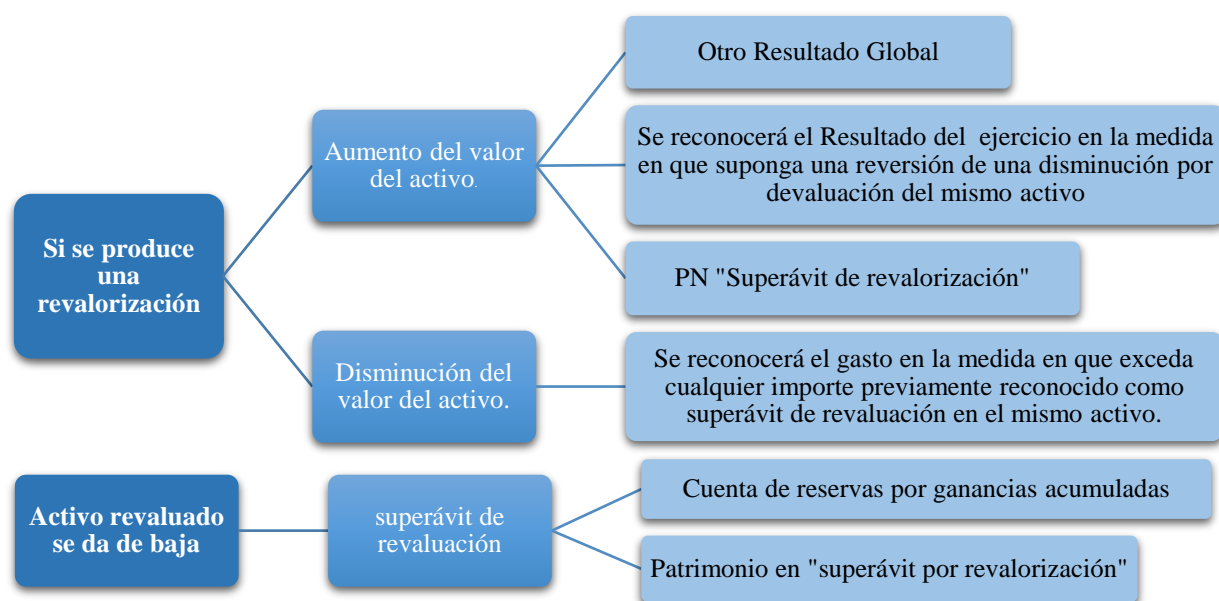 Si se produce
una
revalorización
Aumento del valor
del activo.
Otro Resultado Global
Se reconocerá el Resultado del ejercicio en la medida
en que suponga una reversión de una disminución por
devaluación del mismo activo
PN "Superávit de revalorización"
Disminución del
valor del activo.
Se reconocerá el gasto en la medida en que exceda
cualquier importe previamente reconocido como
superávit de revaluación en el mismo activo.
Activo revaluado
se da de baja
superávit de
revaluación
Cuenta de reservas por ganancias acumuladas
Patrimonio en "superávit por revalorización"